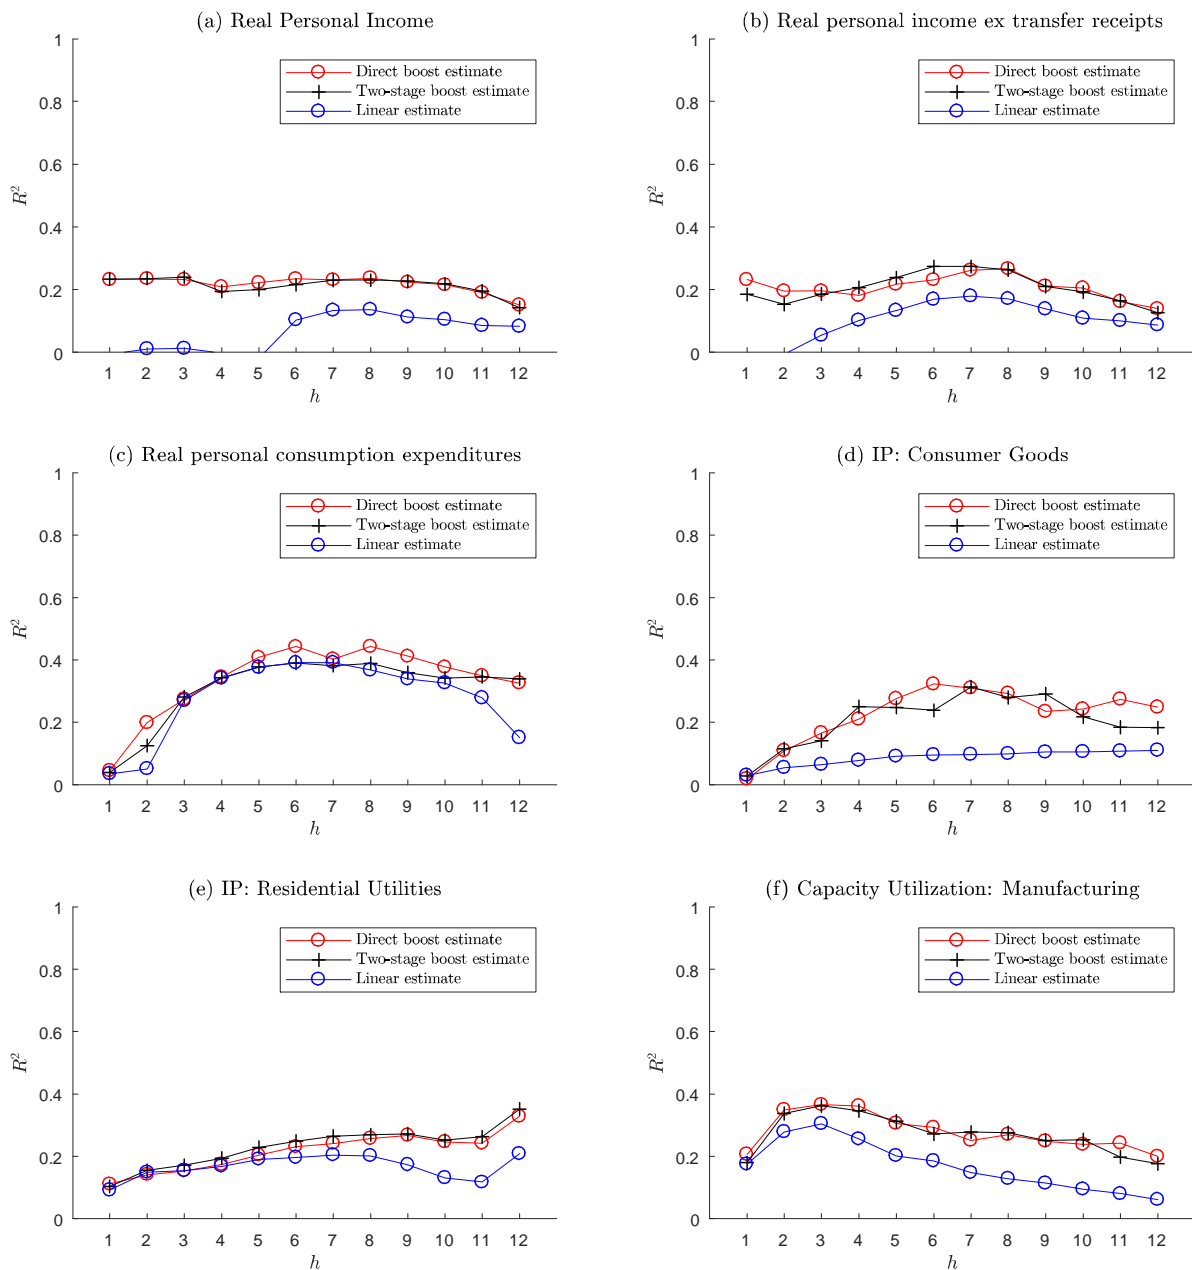 (a) Real Personal Income
1
0.8
0.6
0.4
0.2
0
R²
Direct boost estimate
Two-stage boost estimate
Linear estimate
1 2 3 4 5 6 7 8 9 10 11 12
h
(b) Real personal income ex transfer receipts
1
0.8
0.6
0.4
0.2
0
R²
Direct boost estimate
Two-stage boost estimate
Linear estimate
1 2 3 4 5 6 7 8 9 10 11 12
h
(c) Real personal consumption expenditures
1
0.8
0.6
0.4
0.2
0
R²
Direct boost estimate
Two-stage boost estimate
Linear estimate
1 2 3 4 5 6 7 8 9 10 11 12
h
(d) IP: Consumer Goods
1
0.8
0.6
0.4
0.2
0
R²
Direct boost estimate
Two-stage boost estimate
Linear estimate
1 2 3 4 5 6 7 8 9 10 11 12
h
(e) IP: Residential Utilities
1
0.8
0.6
0.4
0.2
0
R²
Direct boost estimate
Two-stage boost estimate
Linear estimate
1 2 3 4 5 6 7 8 9 10 11 12
h
(f) Capacity Utilization: Manufacturing
1
0.8
0.6
0.4
0.2
0
R²
Direct boost estimate
Two-stage boost estimate
Linear estimate
1 2 3 4 5 6 7 8 9 10 11 12
h